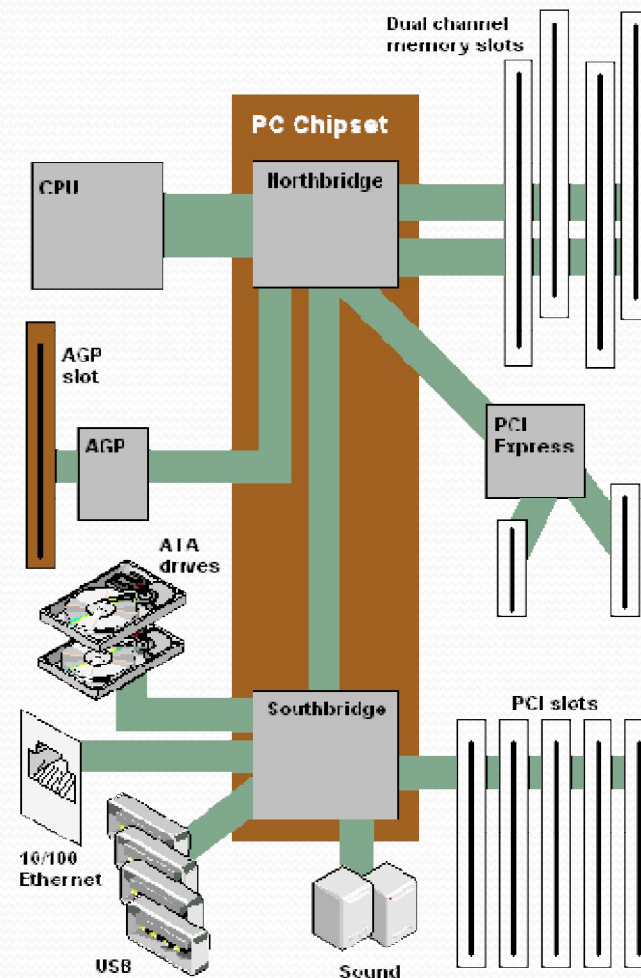 Dual channel
memory slots
PC Chipset
CPU
Northbridge
AGP
slot
AGP
PCI
Express
ATA
drives
Southbridge
PCI slots
10/100
Ethernet
USB
Sound